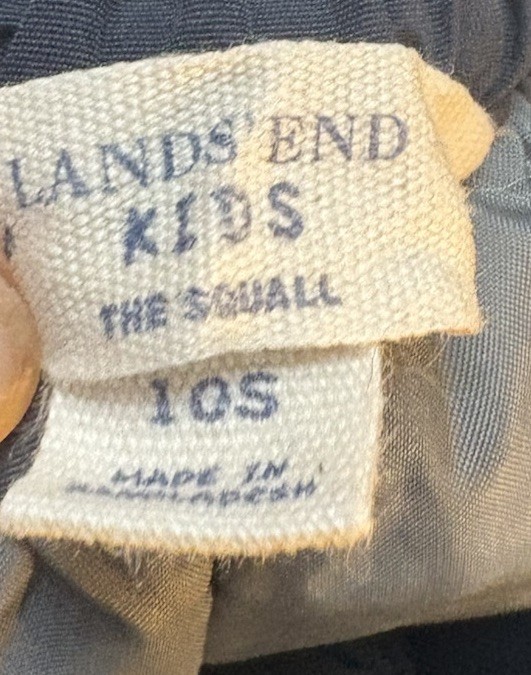 LANDS' END
KIDS
THE SQUALL
10S
MADE IN
BANGLADESH